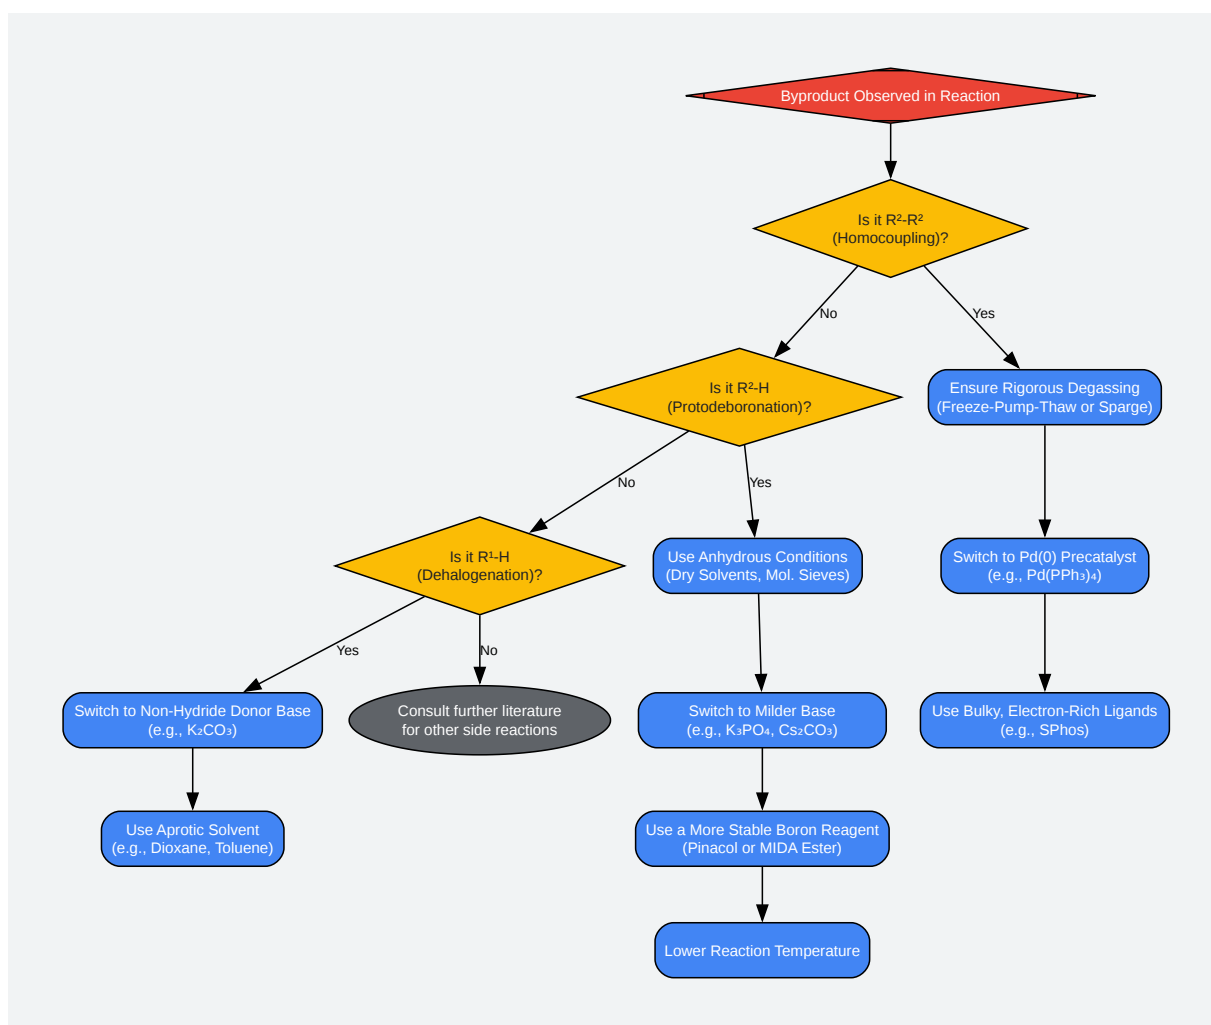 Byproduct Observed in Reaction
Is it R²-R²
(Homocoupling)?
No
Yes
Is it R²-H
(Protodeboronation)?
Ensure Rigorous Degassing
(Freeze-Pump-Thaw or Sparge)
No
Yes
Is it R¹-H
(Dehalogenation)?
Use Anhydrous Conditions
(Dry Solvents, Mol. Sieves)
Switch to Pd(0) Precatalyst
(e.g., Pd(PPh₃)₄)
Yes
No
Switch to Non-Hydride Donor Base
(e.g., K₂CO₃)
Consult further literature
for other side reactions
Switch to Milder Base
(e.g., K₃PO₄, Cs₂CO₃)
Use Bulky, Electron-Rich Ligands
(e.g., SPhos)
Use Aprotic Solvent
(e.g., Dioxane, Toluene)
Use a More Stable Boron Reagent
(Pinacol or MIDA Ester)
Lower Reaction Temperature